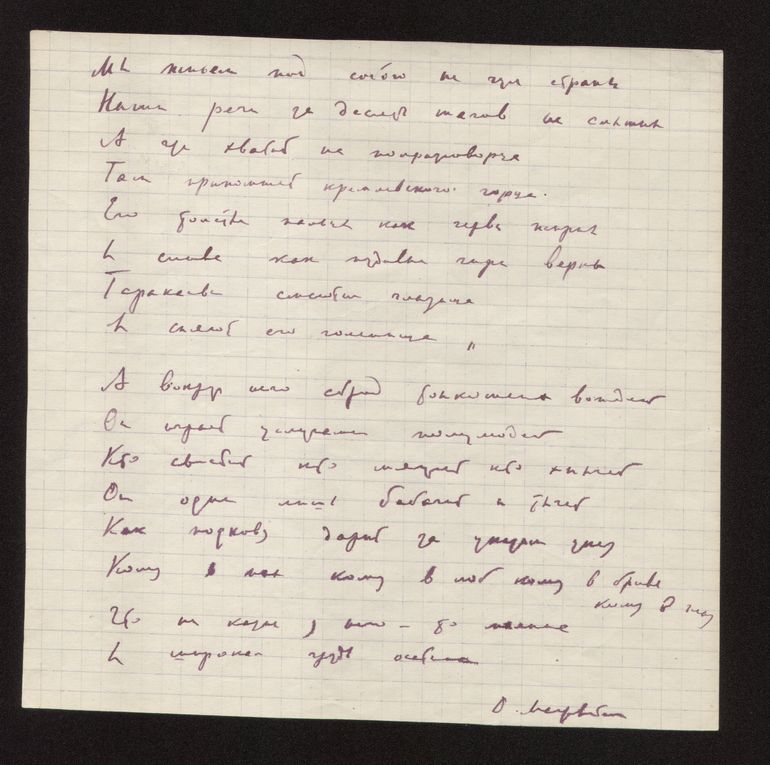 Мы живем под собою не чуя страны
Наши речи за десять шагов не слышны
А где хватит на полразговорца
Там припомнят кремлевского горца.
Его толстые пальцы как черви жирны
И слова как пудовые гири верны
Тараканьи смеются глазища
И сияют его голенища

А вокруг него сброд тонкошеих вождей
Он играет услугами полулюдей
Кто свистит кто мяучит кто хнычет
Он один лишь бабачит и тычет
Как подкову дарит за указом указ
Кому в пах кому в лоб кому в бровь
кому в глаз
Что ни казнь у него – то малина
И широкая грудь осетина

О. Мандельштам